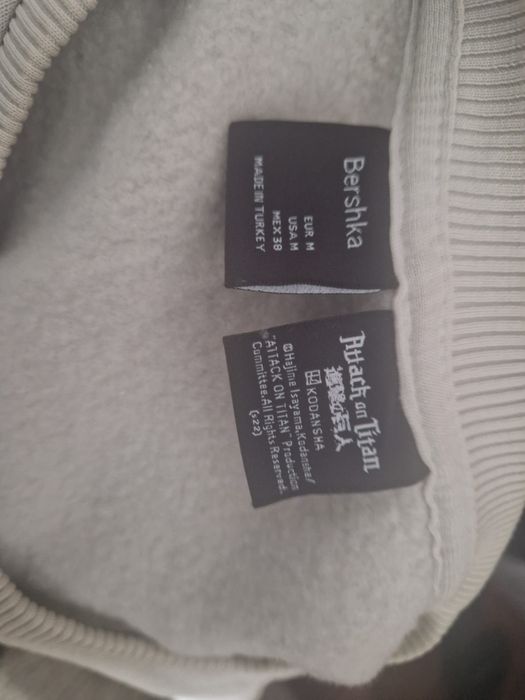 Bershka
EUR M
USA M
MEX 38
MADE IN TURKEY
Attack on Titan
進撃の巨人
KODANSHA
©Hajime Isayama,Kodansha/
"ATTACK ON TITAN" Production
Committee.All Rights Reserved.
(s22)